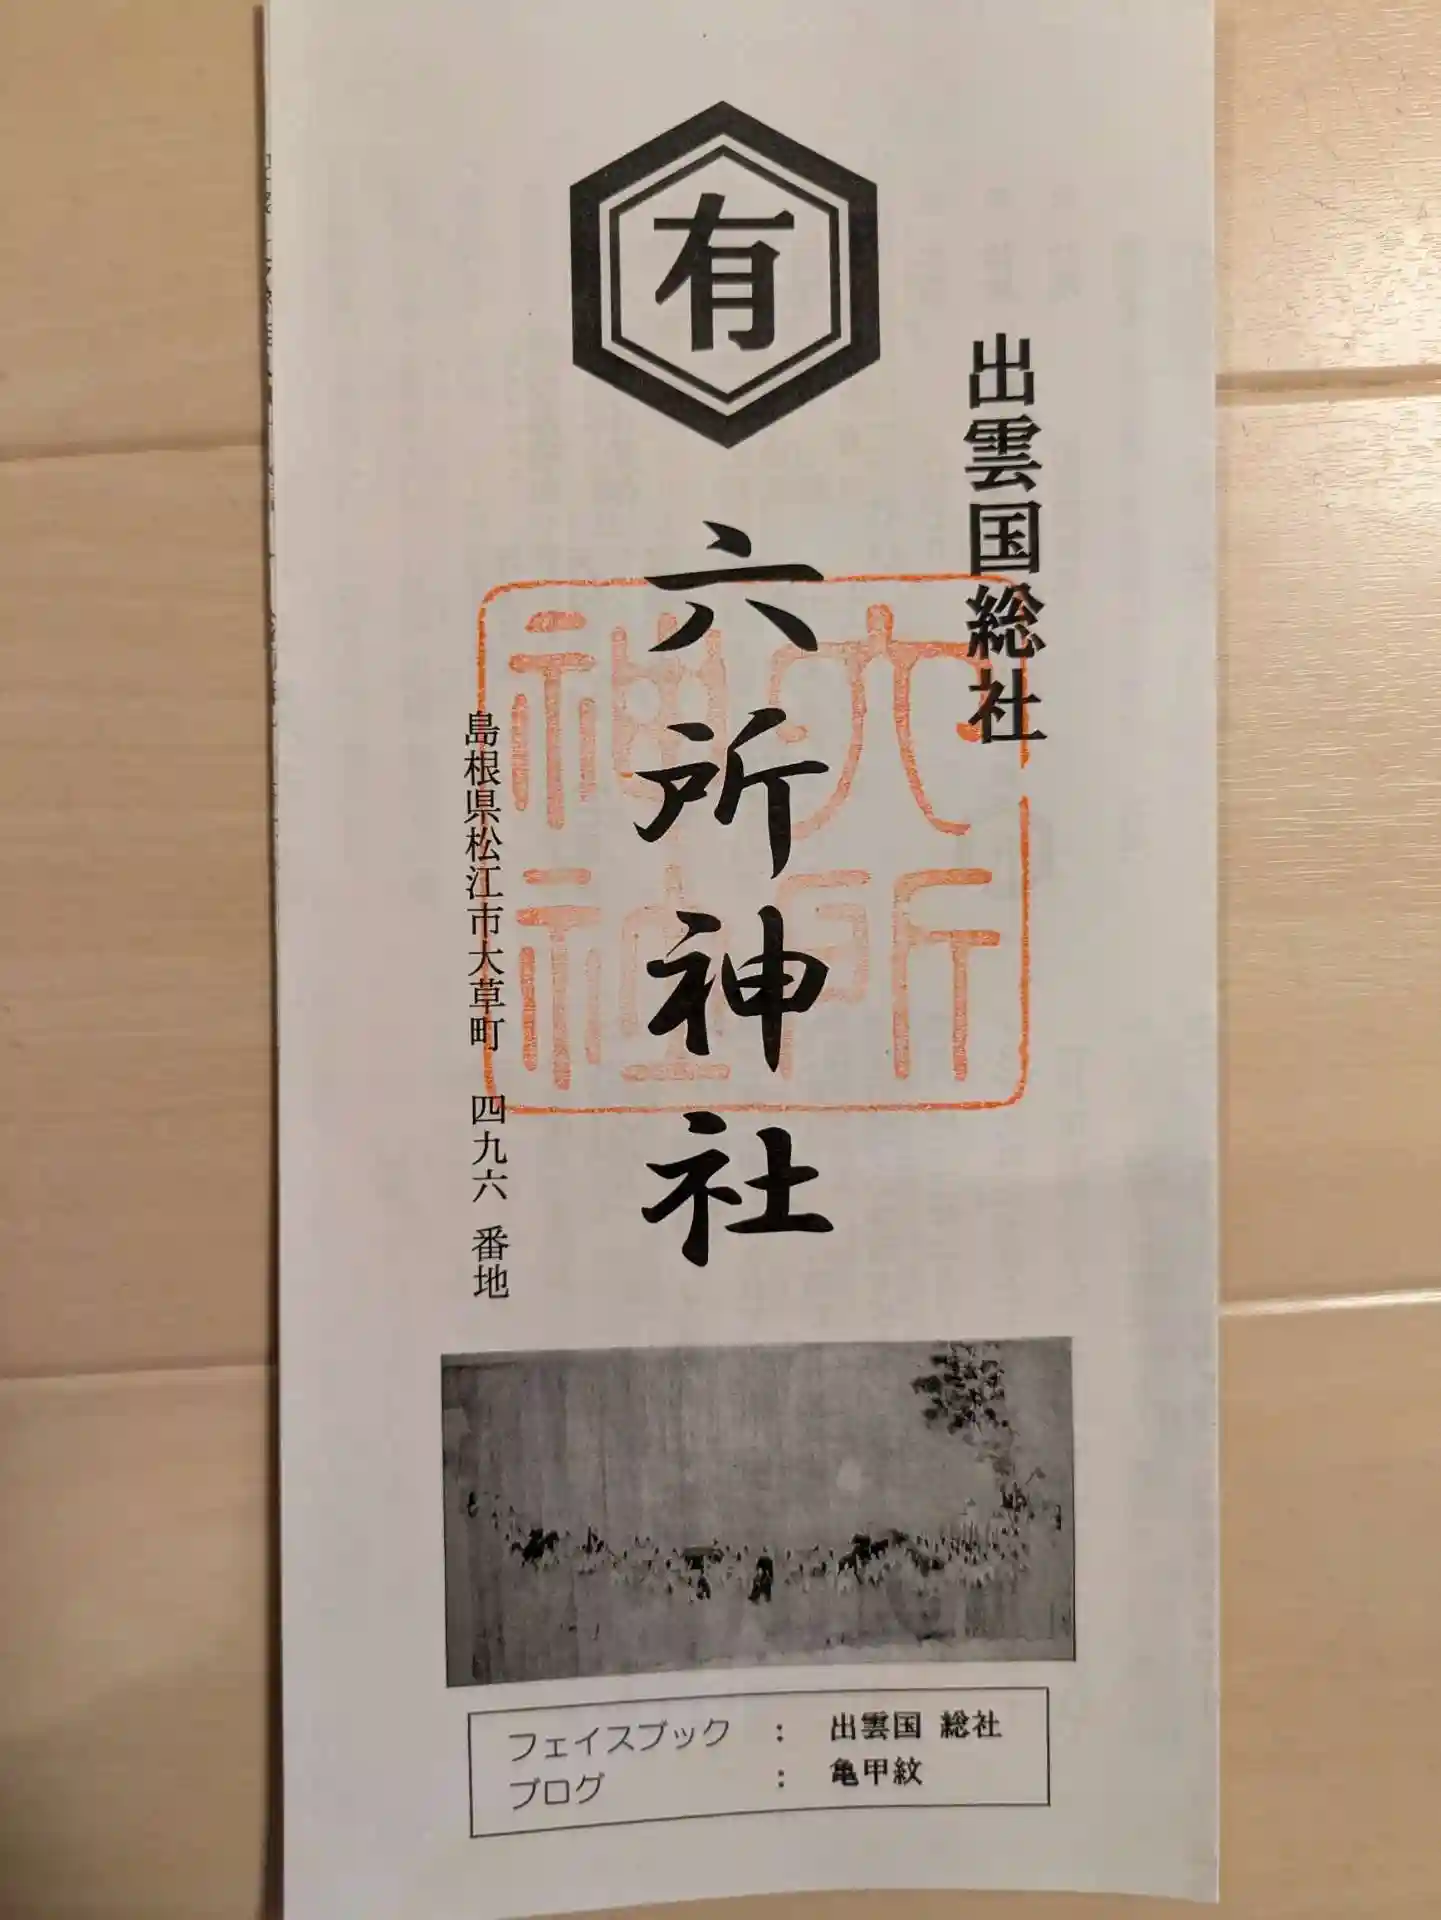 有
出雲国総社
六所神社
六所
神社
島根県松江市大草町 四九六 番地
フェイスブック : 出雲国 総社
ブログ : 亀甲紋